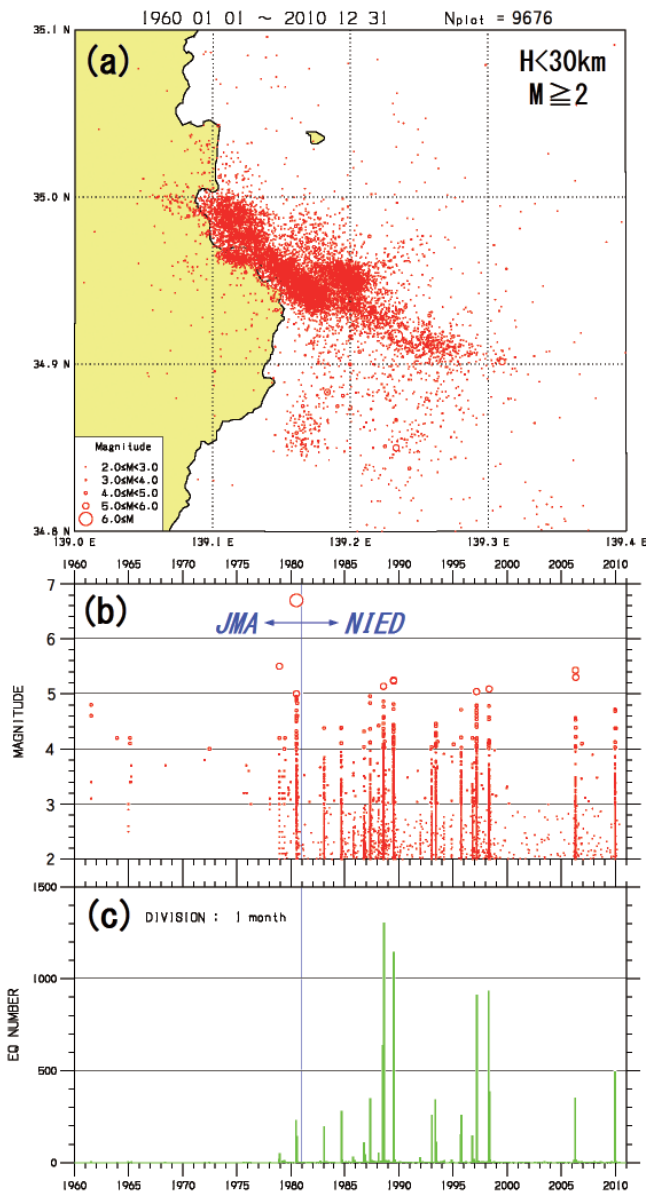 1960 01 01 ~ 2010 12 31 Nplot = 9676
35.1 N
(a)
H<30km
M≧2
35.0 N
34.9 N
Magnitude
2.0≤M<3.0
3.0≤M<4.0
4.0≤M<5.0
5.0≤M<6.0
6.0≤M
34.8 N
139.0 E 139.1 E 139.2 E 139.3 E 139.4 E
1960 1965 1970 1975 1980 1985 1990 1995 2000 2005 2010
7
(b)
JMA NIED
6
5
MAGNITUDE
4
3
2
1500
(c) DIVISION : 1 month
1000
EQ NUMBER
500
0
1960 1965 1970 1975 1980 1985 1990 1995 2000 2005 2010